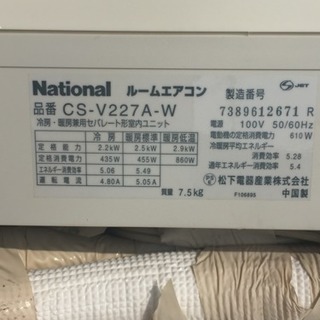 National ルームエアコン
品番 CS-V227A-W
冷房・暖房兼用セパレート形室内ユニット
JET
製造番号
7389612671 R
電源 100V 50/60Hz
電動機の定格消費電力 610W
冷暖房平均エネルギー
消費効率 5.28
通年エネルギー消費効率 5.4
冷房 暖房標準 暖房低温
定格能力 2.2kW 2.5kW 2.9kW
定格消費電力 435W 455W 860W
エネルギー消費効率 5.06 5.49
運転電流 4.80A 5.05A
質量 7.5kg
松下電器産業株式会社
F106895 中国製